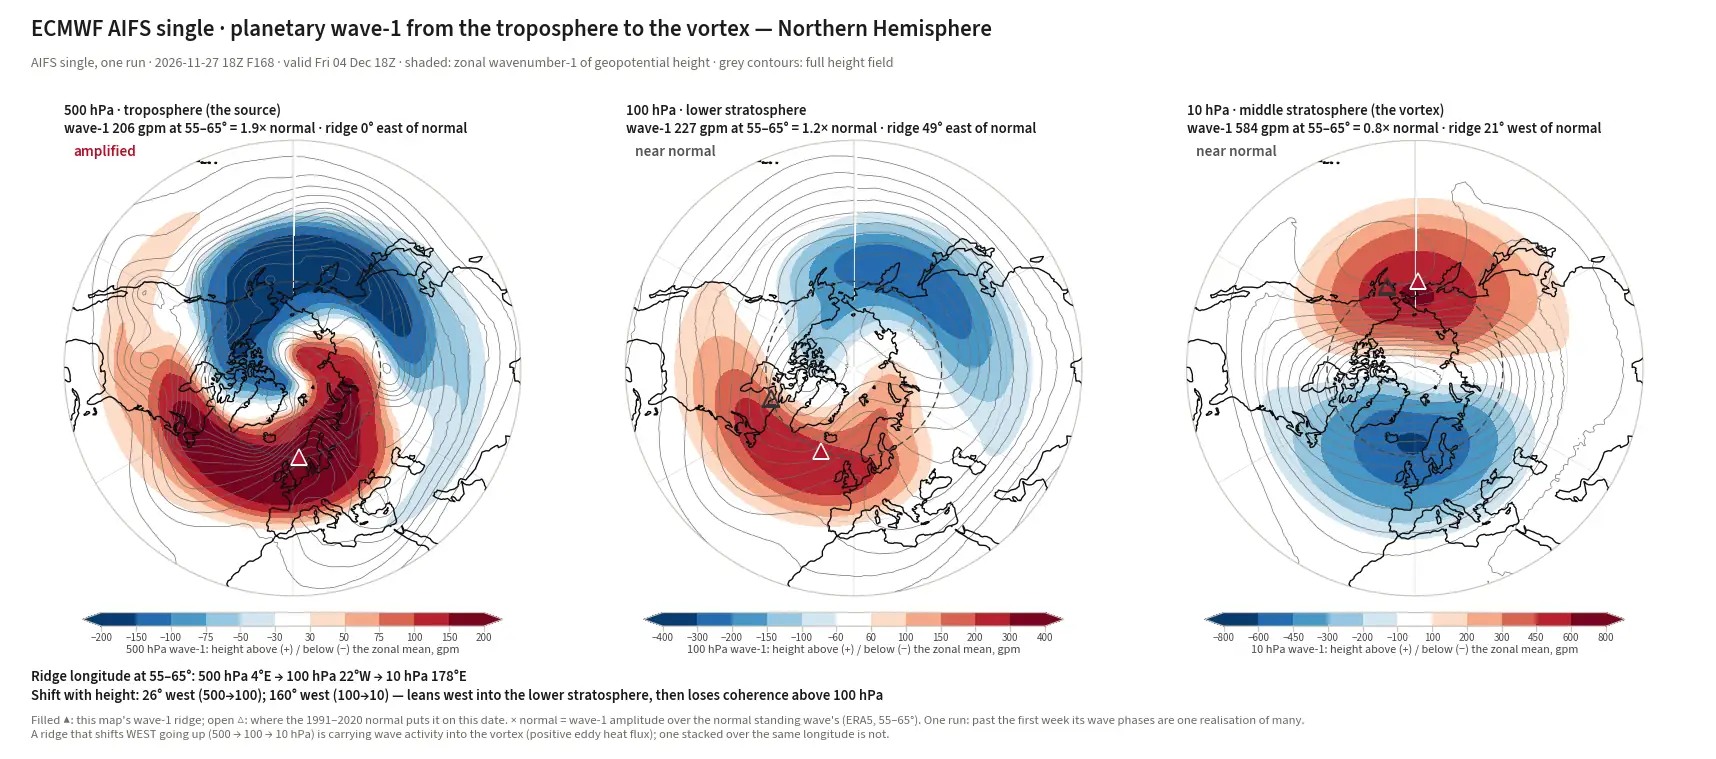 ECMWF AIFS single · planetary wave-1 from the troposphere to the vortex — Northern Hemisphere
AIFS single, one run · 2026-11-27 18Z F168 · valid Fri 04 Dec 18Z · shaded: zonal wavenumber-1 of geopotential height · grey contours: full height field
500 hPa · troposphere (the source)
wave-1 206 gpm at 55–65° = 1.9× normal · ridge 0° east of normal
amplified
100 hPa · lower stratosphere
wave-1 227 gpm at 55–65° = 1.2× normal · ridge 49° east of normal
near normal
10 hPa · middle stratosphere (the vortex)
wave-1 584 gpm at 55–65° = 0.8× normal · ridge 21° west of normal
near normal
−200 −150 −100 −75 −50 −30 30 50 75 100 150 200
500 hPa wave-1: height above (+) / below (−) the zonal mean, gpm
−400 −300 −200 −150 −100 −60 60 100 150 200 300 400
100 hPa wave-1: height above (+) / below (−) the zonal mean, gpm
−800 −600 −450 −300 −200 −100 100 200 300 450 600 800
10 hPa wave-1: height above (+) / below (−) the zonal mean, gpm
Ridge longitude at 55–65°: 500 hPa 4°E → 100 hPa 22°W → 10 hPa 178°E
Shift with height: 26° west (500→100); 160° west (100→10) — leans west into the lower stratosphere, then loses coherence above 100 hPa
Filled ▲: this map's wave-1 ridge; open △: where the 1991–2020 normal puts it on this date. × normal = wave-1 amplitude over the normal standing wave's (ERA5, 55–65°). One run: past the first week its wave phases are one realisation of many.
A ridge that shifts WEST going up (500 → 100 → 10 hPa) is carrying wave activity into the vortex (positive eddy heat flux); one stacked over the same longitude is not.